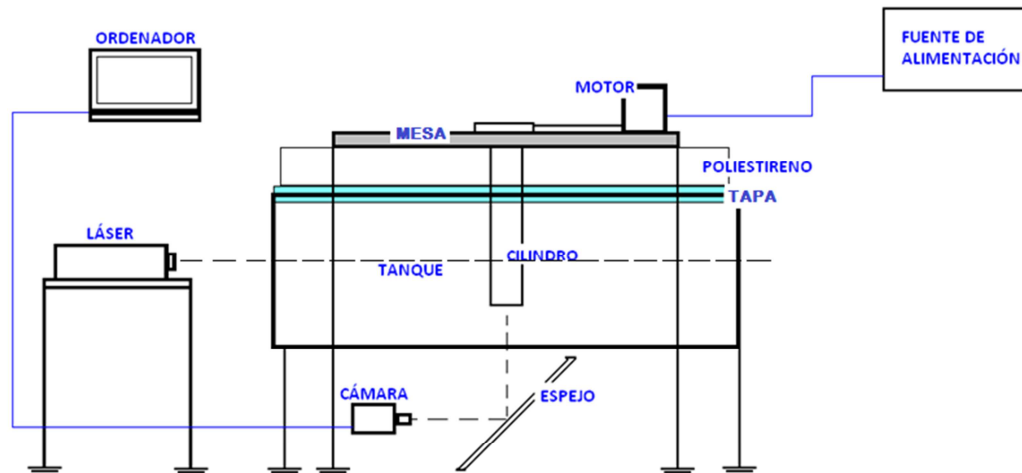 ORDENADOR
FUENTE DE
ALIMENTACIÓN
MOTOR
MESA
POLIESTIRENO
TAPA
LÁSER
CILINDRO
TANQUE
CÁMARA
ESPEJO